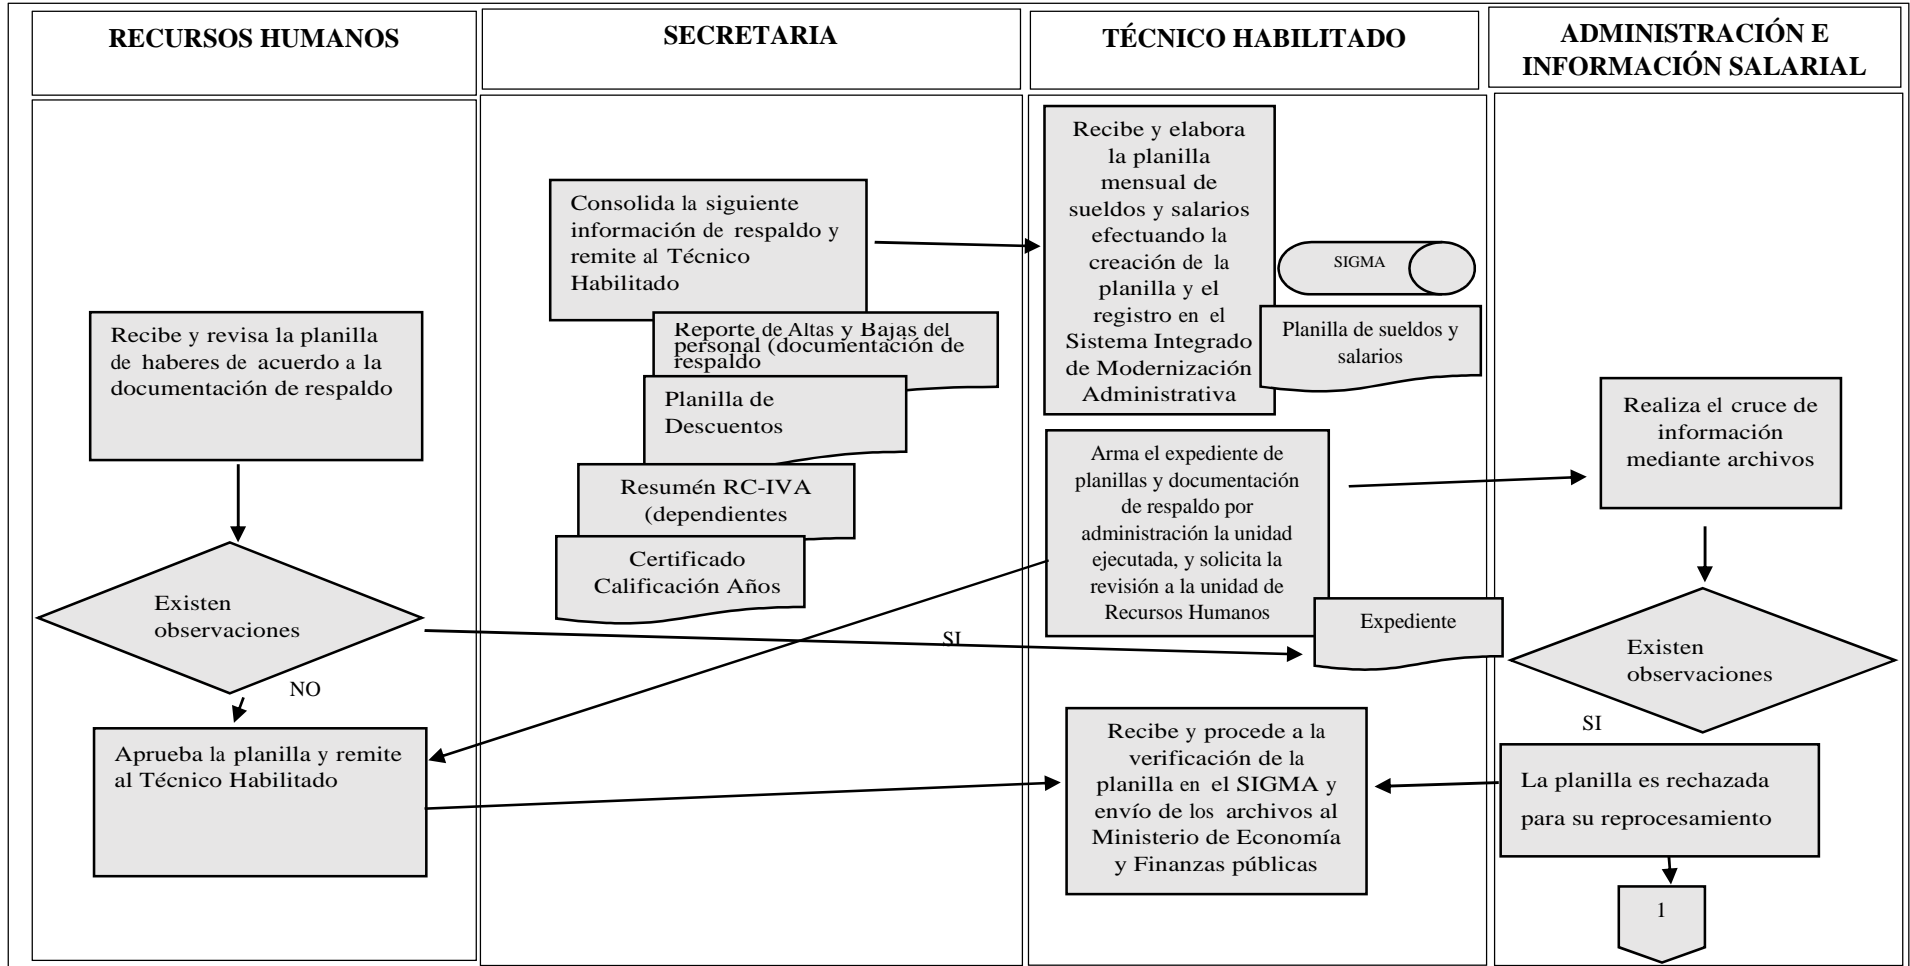 RECURSOS HUMANOS
SECRETARIA
TÉCNICO HABILITADO
ADMINISTRACIÓN E
INFORMACIÓN SALARIAL
Recibe y revisa la planilla
de haberes de acuerdo a la
documentación de respaldo
Existen
observaciones
NO
Aprueba la planilla y remite
al Técnico Habilitado
Consolida la siguiente
información de respaldo y
remite al Técnico
Habilitado
Reporte de Altas y Bajas del
personal (documentación de
respaldo
Planilla de
Descuentos
Resumén RC-IVA
(dependientes
Certificado
Calificación Años
SI
Recibe y elabora
la planilla
mensual de
sueldos y salarios
efectuando la
creación de la
planilla y el
registro en el
Sistema Integrado
de Modernización
Administrativa
SIGMA
Planilla de sueldos y
salarios
Arma el expediente de
planillas y documentación
de respaldo por
administración la unidad
ejecutada, y solicita la
revisión a la unidad de
Recursos Humanos
Expediente
Recibe y procede a la
verificación de la
planilla en el SIGMA y
envío de los archivos al
Ministerio de Economía
y Finanzas públicas
Realiza el cruce de
información
mediante archivos
Existen
observaciones
SI
La planilla es rechazada
para su reprocesamiento
1